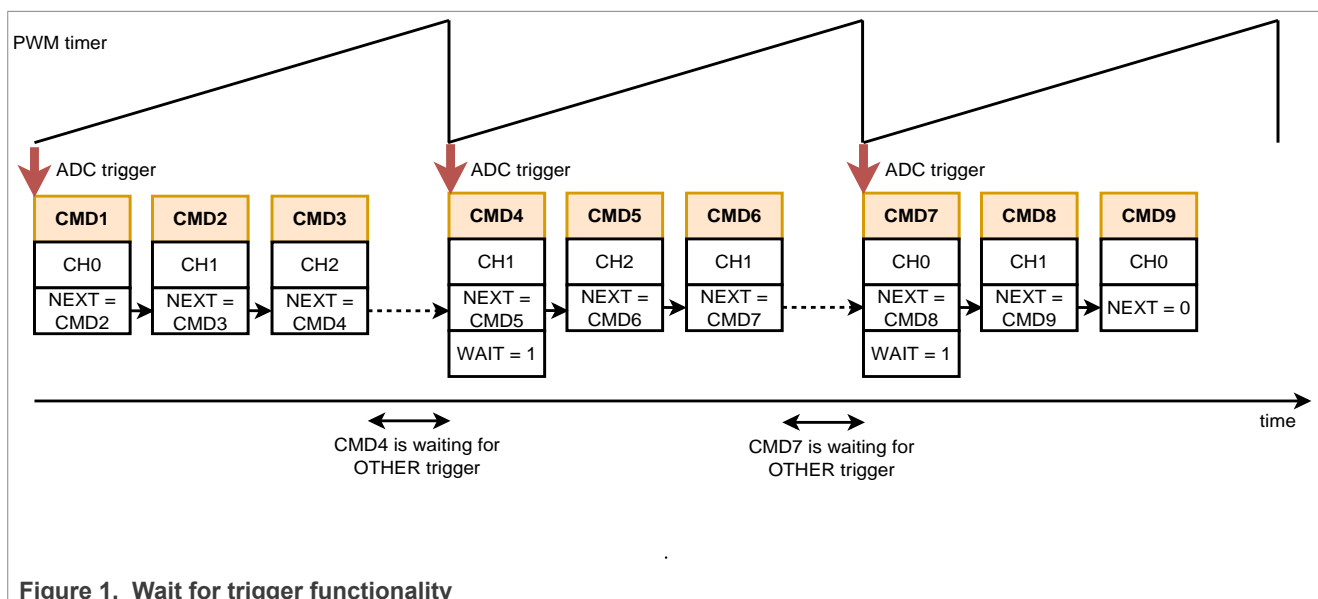 PWM timer
ADC trigger
ADC trigger
ADC trigger
CMD1
CH0
NEXT =
CMD2
CMD2
CH1
NEXT =
CMD3
CMD3
CH2
NEXT =
CMD4
CMD4
CH1
NEXT =
CMD5
WAIT = 1
CMD5
CH2
NEXT =
CMD6
CMD6
CH1
NEXT =
CMD7
CMD7
CH0
NEXT =
CMD8
WAIT = 1
CMD8
CH1
NEXT =
CMD9
CMD9
CH0
NEXT = 0
time
CMD4 is waiting for
OTHER trigger
CMD7 is waiting for
OTHER trigger
.
Figure 1. Wait for trigger functionality